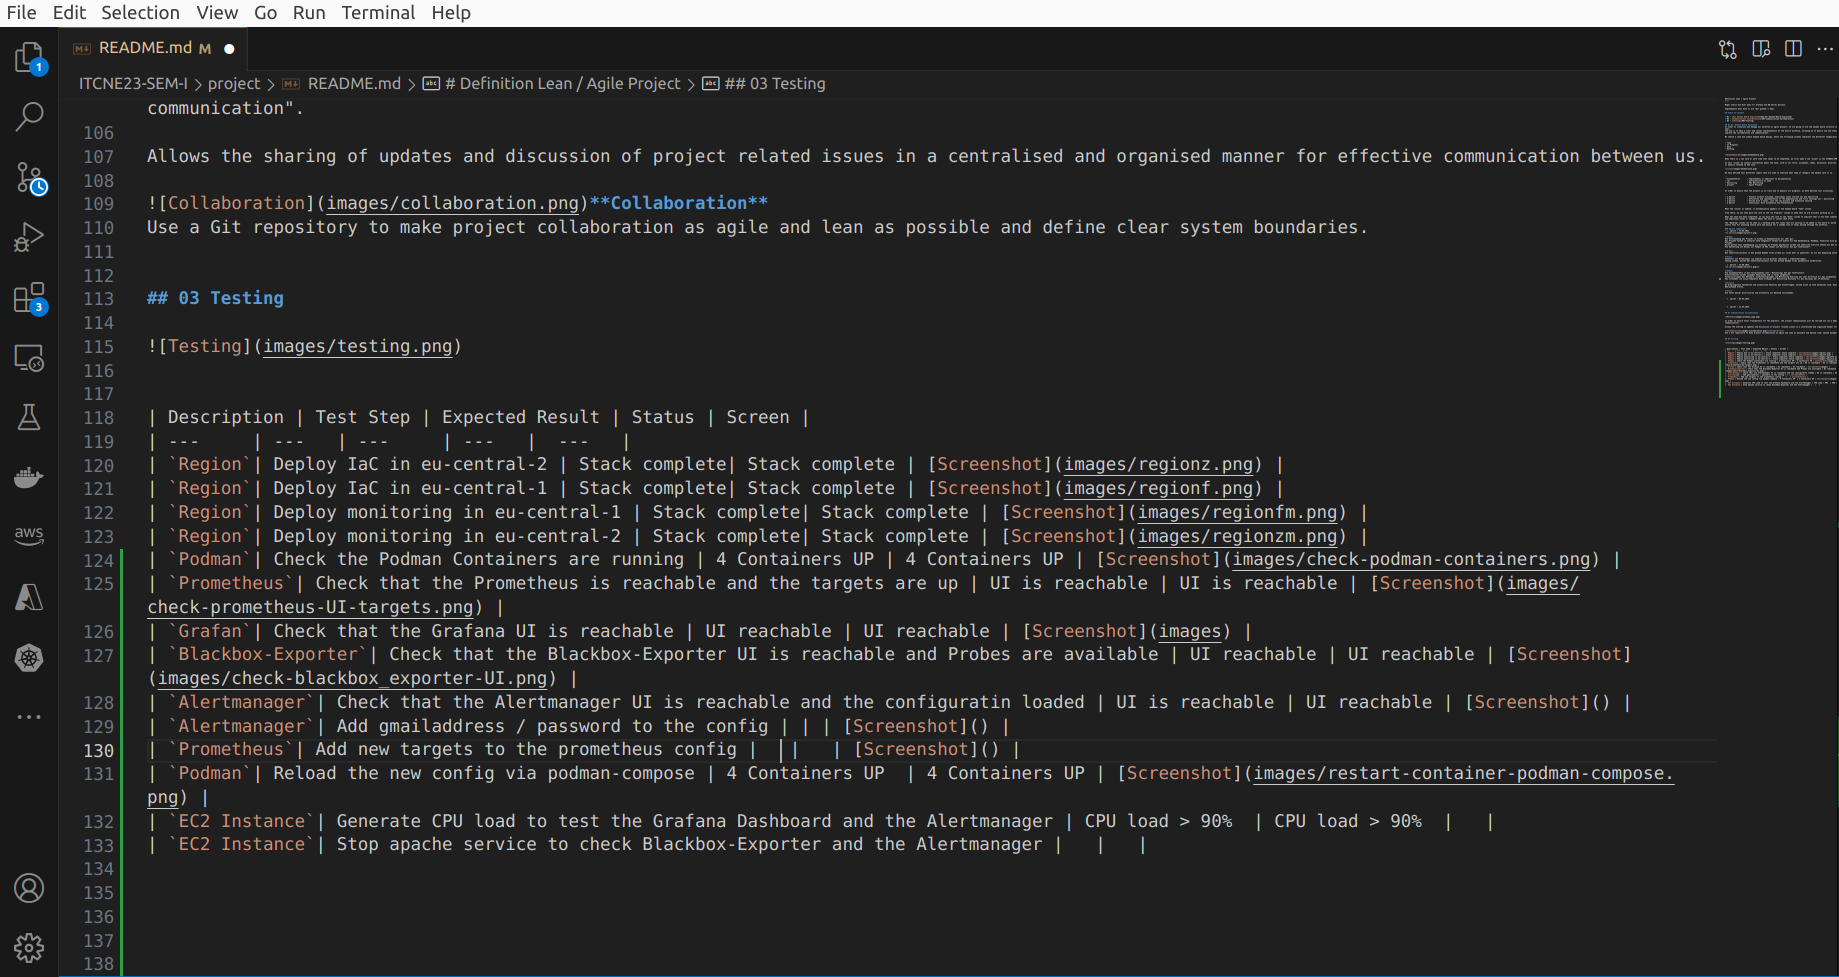 File Edit Selection View Go Run Terminal Help
README.md M
ITCNE23-SEM-I > project > README.md > # Definition Lean / Agile Project > ## 03 Testing
communication".
106
107 Allows the sharing of updates and discussion of project related issues in a centralised and organised manner for effective communication between us.
108
109 ![Collaboration](images/collaboration.png)**Collaboration**
110 Use a Git repository to make project collaboration as agile and lean as possible and define clear system boundaries.
111
112
113 ## 03 Testing
114
115 ![Testing](images/testing.png)
116
117
118 | Description | Test Step | Expected Result | Status | Screen |
119 | --- | --- | --- | --- | --- |
120 | `Region`| Deploy IaC in eu-central-2 | Stack complete| Stack complete | [Screenshot](images/regionz.png) |
121 | `Region`| Deploy IaC in eu-central-1 | Stack complete| Stack complete | [Screenshot](images/regionf.png) |
122 | `Region`| Deploy monitoring in eu-central-1 | Stack complete| Stack complete | [Screenshot](images/regionfm.png) |
123 | `Region`| Deploy monitoring in eu-central-2 | Stack complete| Stack complete | [Screenshot](images/regionzm.png) |
124 | `Podman`| Check the Podman Containers are running | 4 Containers UP | 4 Containers UP | [Screenshot](images/check-podman-containers.png) |
125 | `Prometheus`| Check that the Prometheus is reachable and the targets are up | UI is reachable | UI is reachable | [Screenshot](images/
check-prometheus-UI-targets.png) |
126 | `Grafan`| Check that the Grafana UI is reachable | UI reachable | UI reachable | [Screenshot](images) |
127 | `Blackbox-Exporter`| Check that the Blackbox-Exporter UI is reachable and Probes are available | UI reachable | UI reachable | [Screenshot]
(images/check-blackbox_exporter-UI.png) |
128 | `Alertmanager`| Check that the Alertmanager UI is reachable and the configuratin loaded | UI is reachable | UI reachable | [Screenshot]() |
129 | `Alertmanager`| Add gmailaddress / password to the config | | | [Screenshot]() |
130 | `Prometheus`| Add new targets to the prometheus config | | | [Screenshot]() |
131 | `Podman`| Reload the new config via podman-compose | 4 Containers UP | 4 Containers UP | [Screenshot](images/restart-container-podman-compose.
png) |
132 | `EC2 Instance`| Generate CPU load to test the Grafana Dashboard and the Alertmanager | CPU load > 90% | CPU load > 90% | |
133 | `EC2 Instance`| Stop apache service to check Blackbox-Exporter and the Alertmanager | | |
134
135
136
137
138
1
3
aws